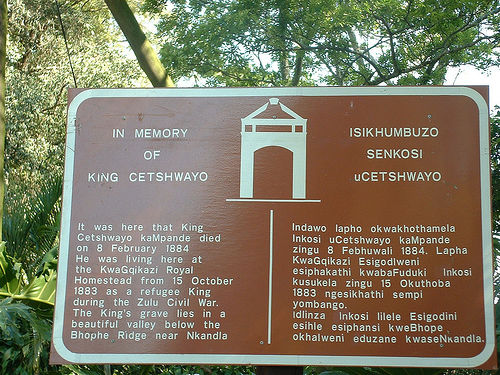 IN MEMORY
OF
KING CETSHWAYO
ISIKHUMBUZO
SENKOSI
uCETSHWAYO
It was here that King
Cetshwayo kaMpande died
on 8 February 1884
He was living here at
the KwaGqikazi Royal
Homestead from 15 October
1883 as a refugee King
during the Zulu Civil War.
The King's grave lies in a
beautiful valley below the
Bhophe Ridge near Nkandla
Indawo lapho okwakhothamela
Inkosi uCetshwayo kaMpande
zingu 8 Febhuwali 1884. Lapha
KwaGqikazi Esigodlweni
esiphakathi kwabaFuduki Inkosi
kusukela zingu 15 Okuthoba
1883 ngesikhathi sempi
yombango.
Idlinza Inkosi lilele Esigodini
esihle esiphansi kweBhope
okhalweni eduzane kwaseNkandla.